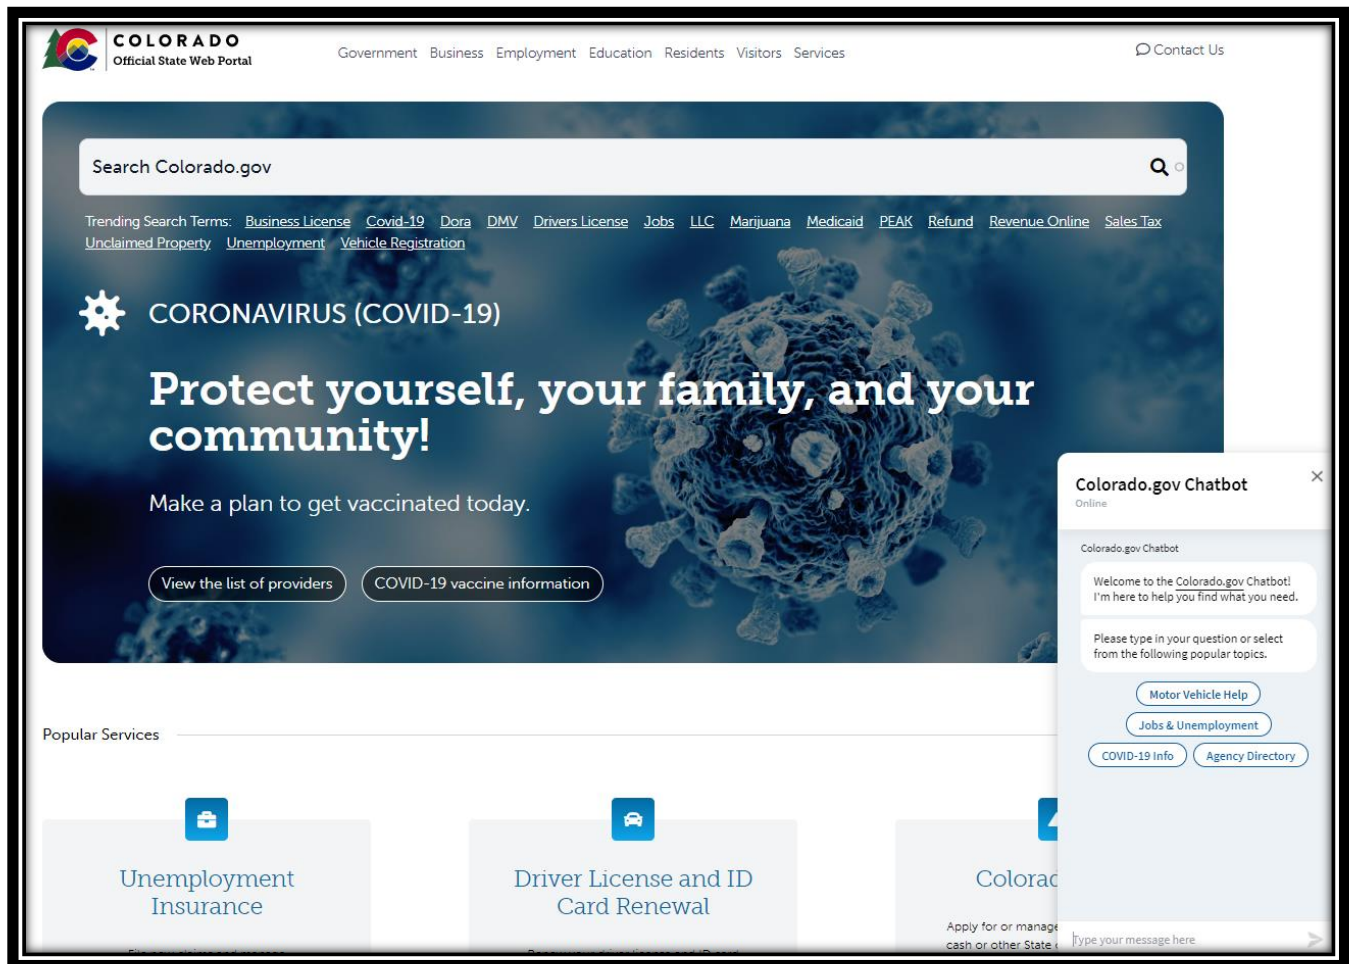 COLORADO
Official State Web Portal
Government Business Employment Education Residents Visitors Services
Contact Us
Search Colorado.gov
Trending Search Terms: Business License Covid-19 Dora DMV Drivers License Jobs LLC Marijuana Medicaid PEAK Refund Revenue Online Sales Tax
Unclaimed Property Unemployment Vehicle Registration
CORONAVIRUS (COVID-19)
Protect yourself, your family, and your
community!
Make a plan to get vaccinated today.
View the list of providers COVID-19 vaccine information
Popular Services
Unemployment
Insurance
Driver License and ID
Card Renewal
Colorad
Apply for or manage
cash or other State
Colorado.gov Chatbot
Online
Colorado.gov Chatbot
Welcome to the Colorado.gov Chatbot!
I'm here to help you find what you need.
Please type in your question or select
from the following popular topics.
Motor Vehicle Help
Jobs & Unemployment
COVID-19 Info Agency Directory
Type your message here